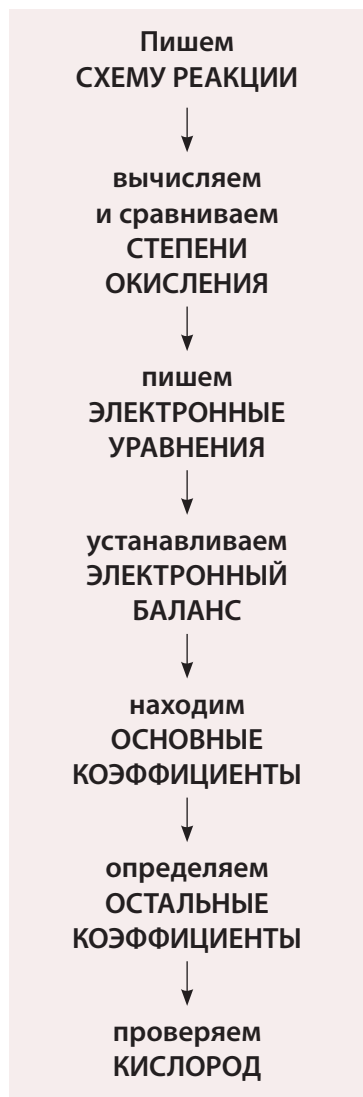 Пишем
СХЕМУ РЕАКЦИИ
вычисляем
и сравниваем
СТЕПЕНИ
ОКИСЛЕНИЯ
пишем
ЭЛЕКТРОННЫЕ
УРАВНЕНИЯ
устанавливаем
ЭЛЕКТРОННЫЙ
БАЛАНС
находим
ОСНОВНЫЕ
КОЭФФИЦИЕНТЫ
определяем
ОСТАЛЬНЫЕ
КОЭФФИЦИЕНТЫ
проверяем
КИСЛОРОД